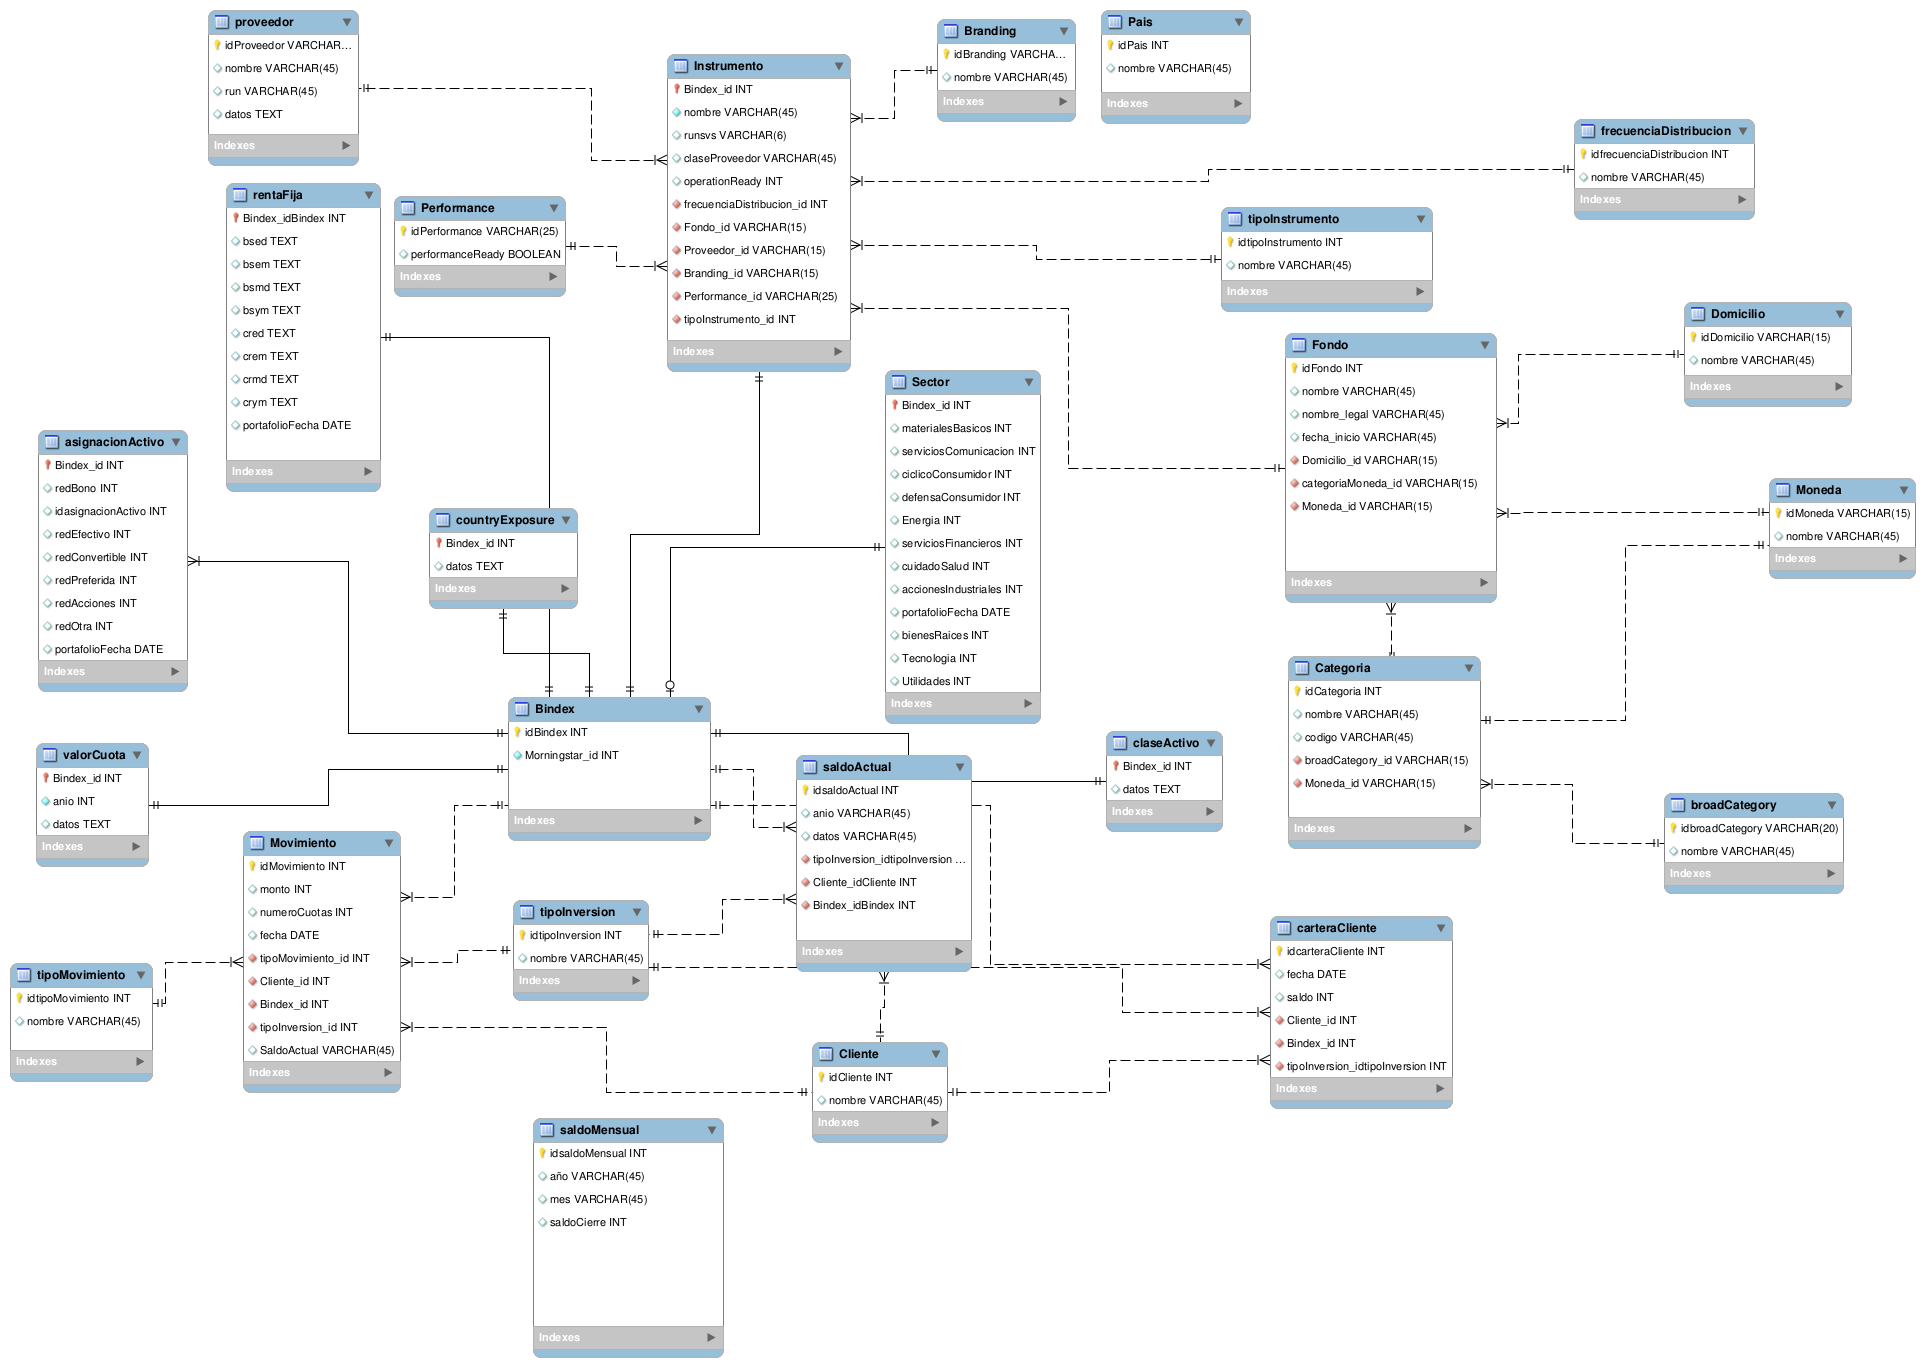 proveedor
idProveedor VARCHAR...
nombre VARCHAR(45)
run VARCHAR(45)
datos TEXT
Indexes
Instrumento
Bindex_id INT
nombre VARCHAR(45)
runsvs VARCHAR(6)
claseProveedor VARCHAR(45)
operationReady INT
frecuenciaDistribucion_id INT
Fondo_id VARCHAR(15)
Proveedor_id VARCHAR(15)
Branding_id VARCHAR(15)
Performance_id VARCHAR(25)
tipoInstrumento_id INT
Indexes
Branding
idBranding VARCHA...
nombre VARCHAR(45)
Indexes
Pais
idPais INT
nombre VARCHAR(45)
Indexes
frecuenciaDistribucion
idfrecuenciaDistribucion INT
nombre VARCHAR(45)
Indexes
rentaFija
Bindex_idBindex INT
bsed TEXT
bsem TEXT
bsmd TEXT
bsym TEXT
cred TEXT
crem TEXT
crmd TEXT
crym TEXT
portafolioFecha DATE
Indexes
Performance
idPerformance VARCHAR(25)
performanceReady BOOLEAN
Indexes
tipoInstrumento
idtipoInstrumento INT
nombre VARCHAR(45)
Indexes
Domicilio
idDomicilio VARCHAR(15)
nombre VARCHAR(45)
Indexes
Fondo
idFondo INT
nombre VARCHAR(45)
nombre_legal VARCHAR(45)
fecha_inicio VARCHAR(45)
Domicilio_id VARCHAR(15)
categoriaMoneda_id VARCHAR(15)
Moneda_id VARCHAR(15)
Indexes
Sector
Bindex_id INT
materialesBasicos INT
serviciosComunicacion INT
ciclicoConsumidor INT
defensaConsumidor INT
Energia INT
serviciosFinancieros INT
cuidadoSalud INT
accionesIndustriales INT
portafolioFecha DATE
bienesRaices INT
Tecnologia INT
Utilidades INT
Indexes
asignacionActivo
Bindex_id INT
redBono INT
idasignacionActivo INT
redEfectivo INT
redConvertible INT
redPreferida INT
redAcciones INT
redOtra INT
portafolioFecha DATE
Indexes
countryExposure
Bindex_id INT
datos TEXT
Indexes
Moneda
idMoneda VARCHAR(15)
nombre VARCHAR(45)
Indexes
Categoria
idCategoria INT
nombre VARCHAR(45)
codigo VARCHAR(45)
broadCategory_id VARCHAR(15)
Moneda_id VARCHAR(15)
Indexes
Bindex
idBindex INT
Morningstar_id INT
Indexes
valorCuota
Bindex_id INT
anio INT
datos TEXT
Indexes
saldoActual
idsaldoActual INT
anio VARCHAR(45)
datos VARCHAR(45)
tipoInversion_idtipoInversion ...
Cliente_idCliente INT
Bindex_idBindex INT
Indexes
claseActivo
Bindex_id INT
datos TEXT
Indexes
broadCategory
idbroadCategory VARCHAR(20)
nombre VARCHAR(45)
Indexes
Movimiento
idMovimiento INT
monto INT
numeroCuotas INT
fecha DATE
tipoMovimiento_id INT
Cliente_id INT
Bindex_id INT
tipoInversion_id INT
SaldoActual VARCHAR(45)
Indexes
tipoInversion
idtipoInversion INT
nombre VARCHAR(45)
Indexes
carteraCliente
idcarteraCliente INT
fecha DATE
saldo INT
Cliente_id INT
Bindex_id INT
tipoInversion_idtipoInversion INT
Indexes
tipoMovimiento
idtipoMovimiento INT
nombre VARCHAR(45)
Indexes
Cliente
idCliente INT
nombre VARCHAR(45)
Indexes
saldoMensual
idsaldoMensual INT
año VARCHAR(45)
mes VARCHAR(45)
saldoCierre INT
Indexes